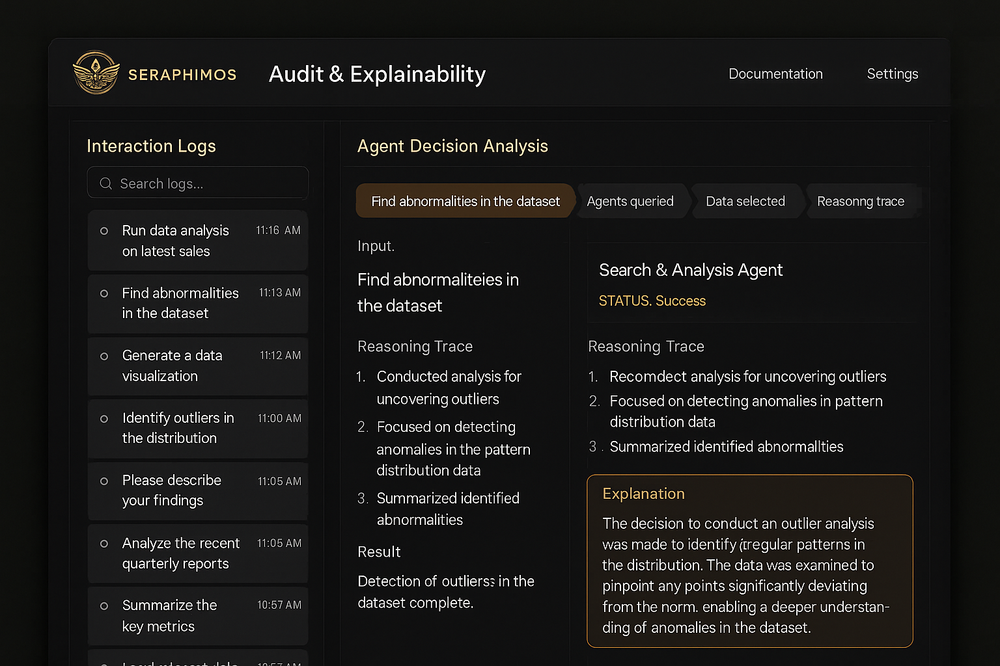 SERAPHIMOS
Audit & Explainability
Documentation
Settings
Interaction Logs
Search logs...
Run data analysis 11:16 AM
on latest sales
Find abnormalities 11:13 AM
in the dataset
Generate a data 11:12 AM
visualization
Identify outliers in 11:00 AM
the distribution
Please describe 11:05 AM
your findings
Analyze the recent 11:05 AM
quarterly reports
Summarize the 10:57 AM
key metrics
Agent Decision Analysis
Find abnormalities in the dataset
Agents queried
Data selected
Reasonng trace
Input.
Find abnormaliteies in
the dataset
Reasoning Trace
1. Conducted analysis for
uncovering outliers
2. Focused on detecting
anomalies in the pattern
distribution data
3. Summarized identified
abnormalities
Result
Detection of outliers: in the
dataset complete.
Search & Analysis Agent
STATUS. Success
Reasoning Trace
1. Recomdect analysis for uncovering outliers
2. Focused on detecting anomalies in pattern
distribution data
3 . Summarized identified abnormallties
Explanation
The decision to conduct an outlier analysis
was made to identify patterns in
the distribution. The data was examined to
pinpoint any points significantly deviating
from the norm. enabling a deeper understan-
ding of anomalies in the dataset.